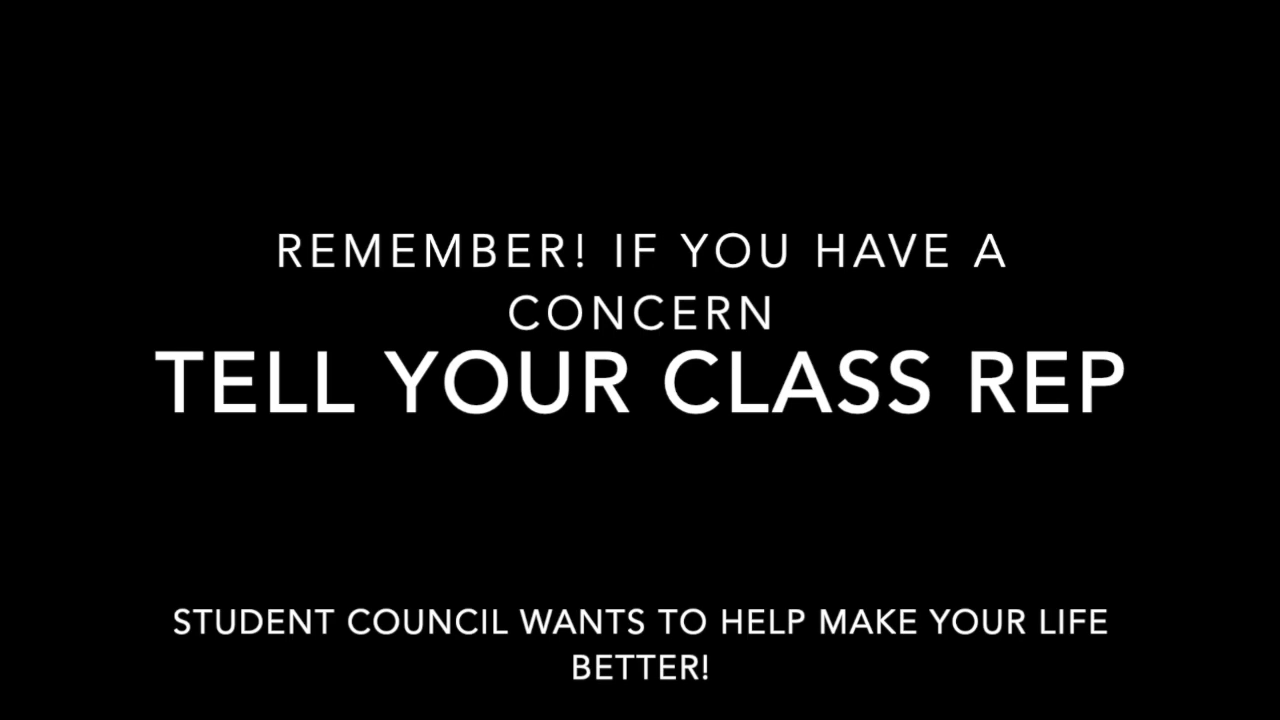 REMEMBER! IF YOU HAVE A
CONCERN
TELL YOUR CLASS REP
STUDENT COUNCIL WANTS TO HELP MAKE YOUR LIFE
BETTER!